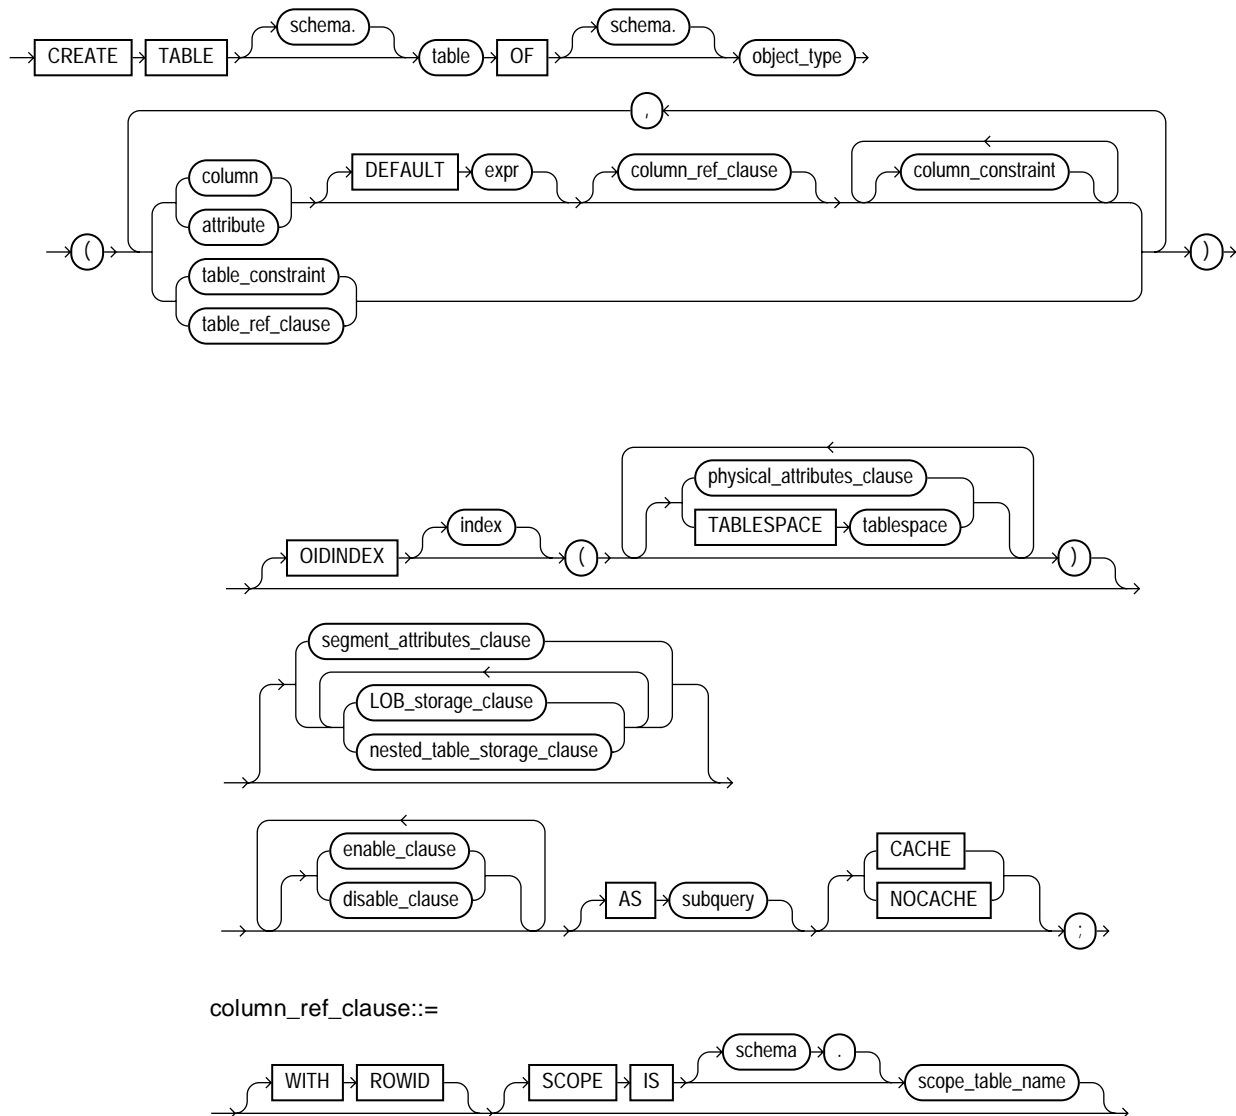 schema. schema.
CREATE TABLE table OF object_type
,
column DEFAULT expr column_ref_clause column_constraint
attribute
( )
table_constraint
table_ref_clause
physical_attributes_clause
OIDINDEX index ( TABLESPACE tablespace )
segment_attributes_clause
LOB_storage_clause
nested_table_storage_clause
enable_clause CACHE
disable_clause AS subquery NOCACHE
;
column_ref_clause::=
schema .
WITH ROWID SCOPE IS scope_table_name